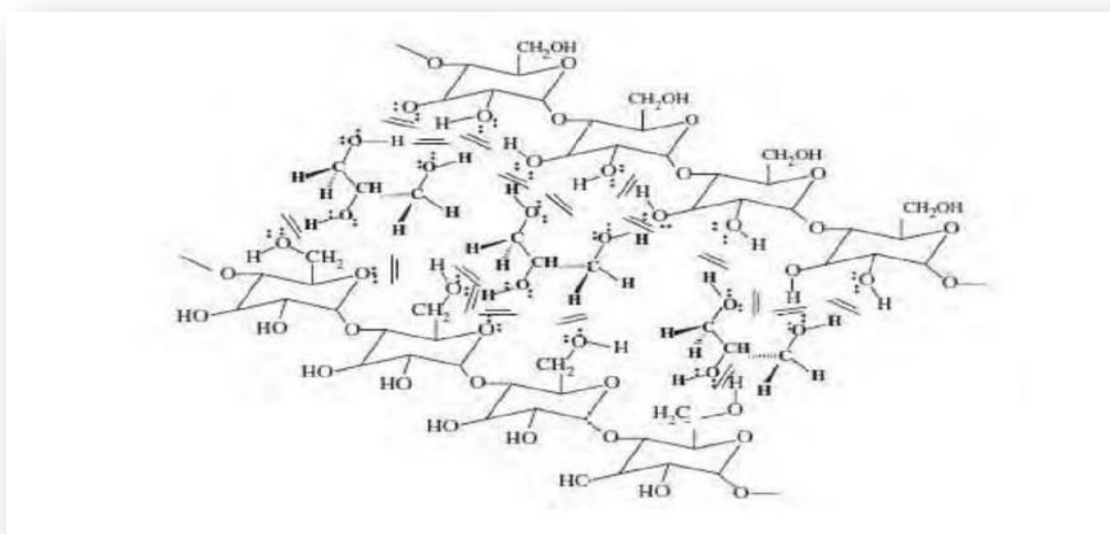 CH₂OH
O O
CH₂OH
:O
H O: O O
:O H H
O H O CH₂OH
H O O O
H CH C H O: H
H :O H O: O H CH₂OH
H H C :O H O: O O
H O: H CH C H H
O CH₂ H H O: H H O O: O
O O: H O: O H
HO HO CH₂ H O: :O H
O O: H C
:O H H CH C
HO HO CH₂ H O: H H H
O O H₂C O
HO HO O O
HC HO O